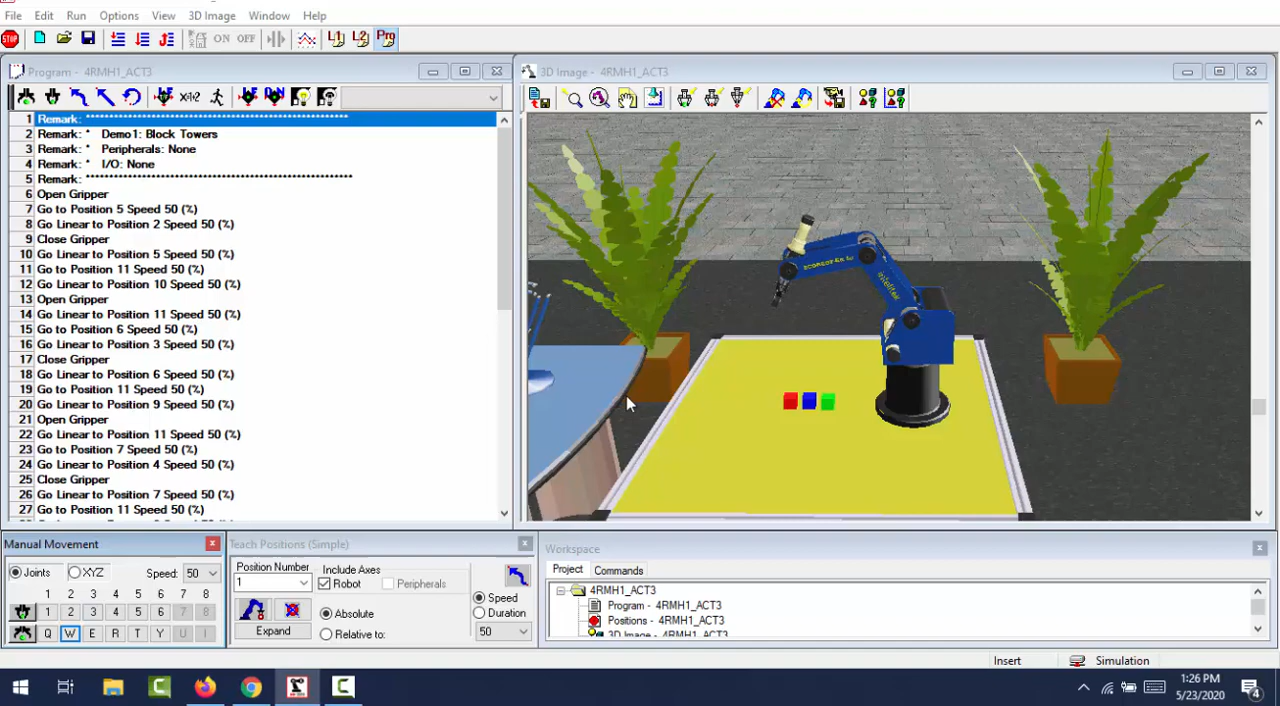 File Edit Run Options View 3D Image Window Help
STOP ON OFF L1 L2 Prg
Program - 4RMH1_ACT3
1 Remark: ************************************************************
2 Remark: * Demo1: Block Towers
3 Remark: * Peripherals: None
4 Remark: * I/O: None
5 Remark: *************************************************************
6 Open Gripper
7 Go to Position 5 Speed 50 (%)
8 Go Linear to Position 2 Speed 50 (%)
9 Close Gripper
10 Go Linear to Position 5 Speed 50 (%)
11 Go to Position 11 Speed 50 (%)
12 Go Linear to Position 10 Speed 50 (%)
13 Open Gripper
14 Go Linear to Position 11 Speed 50 (%)
15 Go to Position 6 Speed 50 (%)
16 Go Linear to Position 3 Speed 50 (%)
17 Close Gripper
18 Go Linear to Position 6 Speed 50 (%)
19 Go to Position 11 Speed 50 (%)
20 Go Linear to Position 9 Speed 50 (%)
21 Open Gripper
22 Go Linear to Position 11 Speed 50 (%)
23 Go to Position 7 Speed 50 (%)
24 Go Linear to Position 4 Speed 50 (%)
25 Close Gripper
26 Go Linear to Position 7 Speed 50 (%)
27 Go to Position 11 Speed 50 (%)
3D Image - 4RMH1_ACT3
Manual Movement
Joints XYZ Speed: 50
1 2 3 4 5 6 7 8
1 2 3 4 5 6 7 8
Q W E R T Y U I
Teach Positions (Simple)
Position Number
1
Expand
Include Axes
Robot Peripherals
Absolute
Relative to:
Speed
Duration
50
Workspace
Project Commands
4RMH1_ACT3
Program - 4RMH1_ACT3
Positions - 4RMH1_ACT3
3D Image - 4RMH1_ACT3
Insert Simulation
1:26 PM
5/23/2020
4